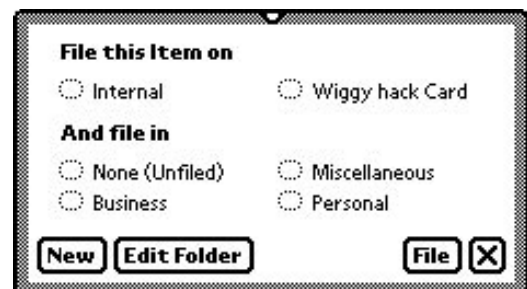 File this Item on
Internal Wiggy hack Card
And file in
None (Unfiled) Miscellaneous
Business Personal
New Edit Folder File X